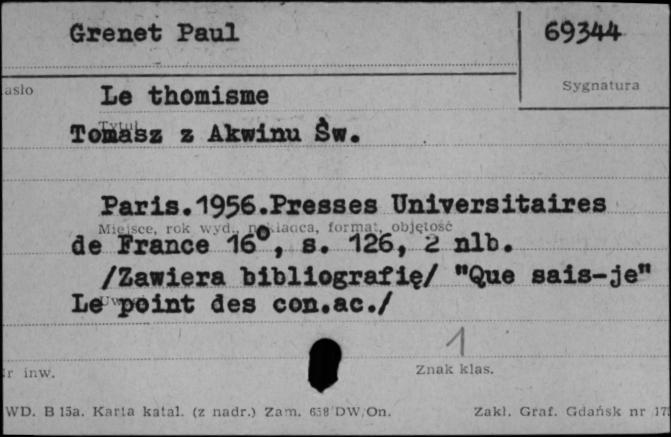 Grenet Paul
69344
asło
Sygnatura
Le thomisme
Tytuł
Tomasz z Akwinu Św.
Paris.1956.Presses Universitaires
Miejsce, rok wyd., nakładca, format, objętość
de France 16°, s. 126, 2 nlb.
/Zawiera bibliografię/ "Que sais-je"
Uwagi
Le point des con.ac./
1
r inw.
Znak klas.
WD. B 15a. Karta katal. (z nadr.) Zam. 658 DW/On.
Zakl. Graf. Gdańsk nr 17